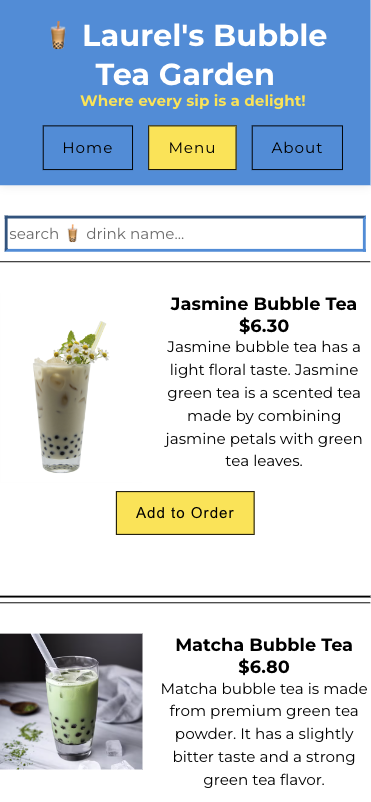 🧋 Laurel's Bubble
Tea Garden
Where every sip is a delight!
Home
Menu
About
search 🧋 drink name...
Jasmine Bubble Tea
$6.30
Jasmine bubble tea has a
light floral taste. Jasmine
green tea is a scented tea
made by combining
jasmine petals with green
tea leaves.
Add to Order
Matcha Bubble Tea
$6.80
Matcha bubble tea is made
from premium green tea
powder. It has a slightly
bitter taste and a strong
green tea flavor.